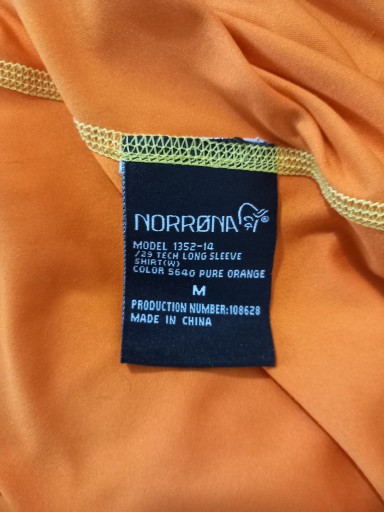 NORRØNA
MODEL 1352-14
/29 TECH LONG SLEEVE
SHIRT(W)
COLOR 5640 PURE ORANGE
M
PRODUCTION NUMBER:108628
MADE IN CHINA